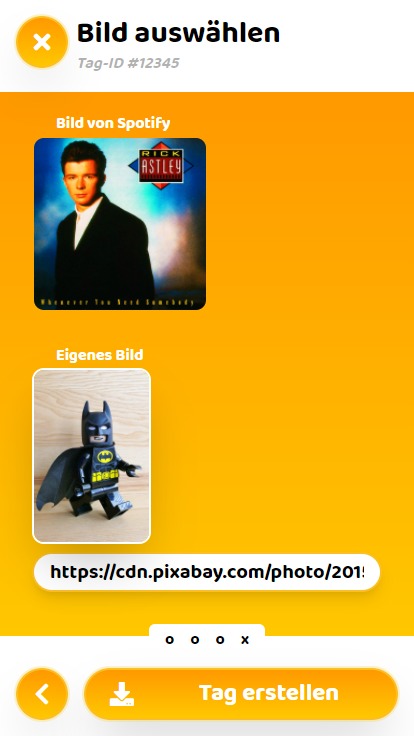 Bild auswählen
Tag-ID #12345
Bild von Spotify
RICK
ASTLEY
Whenever You Need Somebody
Eigenes Bild
https://cdn.pixabay.com/photo/201
o o o x
Tag erstellen